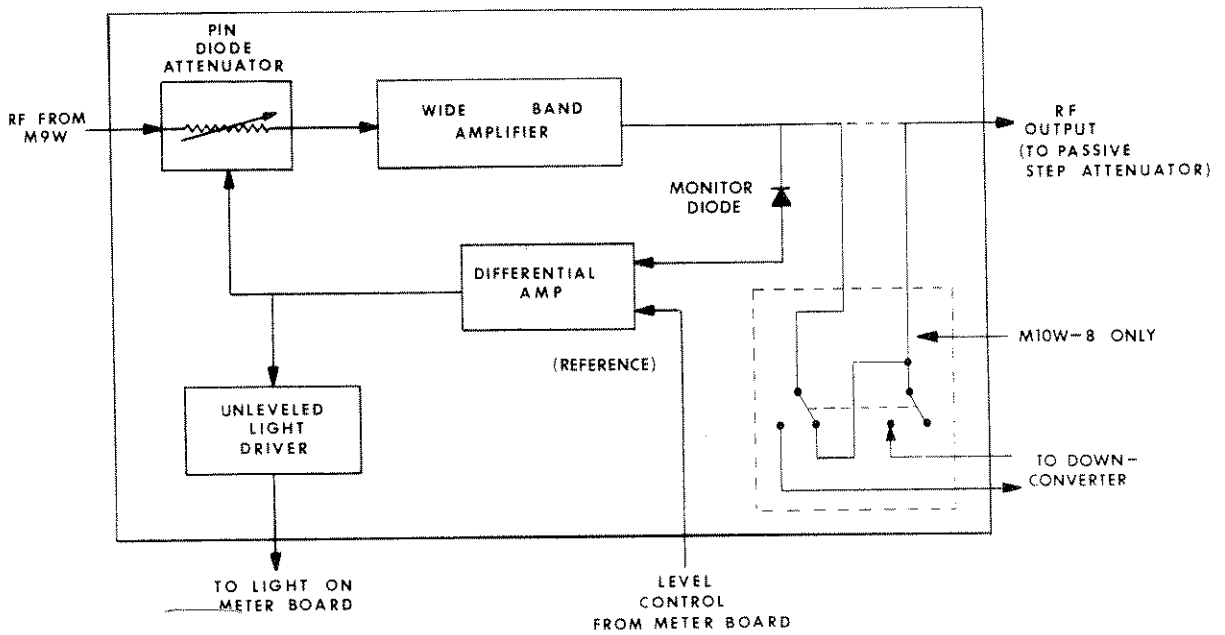 PIN
DIODE
ATTENUATOR
RF FROM
M9W
WIDE BAND
AMPLIFIER
RF
OUTPUT
(TO PASSIVE
STEP ATTENUATOR)
MONITOR
DIODE
DIFFERENTIAL
AMP
(REFERENCE)
M10W-8 ONLY
UNLEVELED
LIGHT
DRIVER
TO DOWN-
CONVERTER
TO LIGHT ON
METER BOARD
LEVEL
CONTROL
FROM METER BOARD